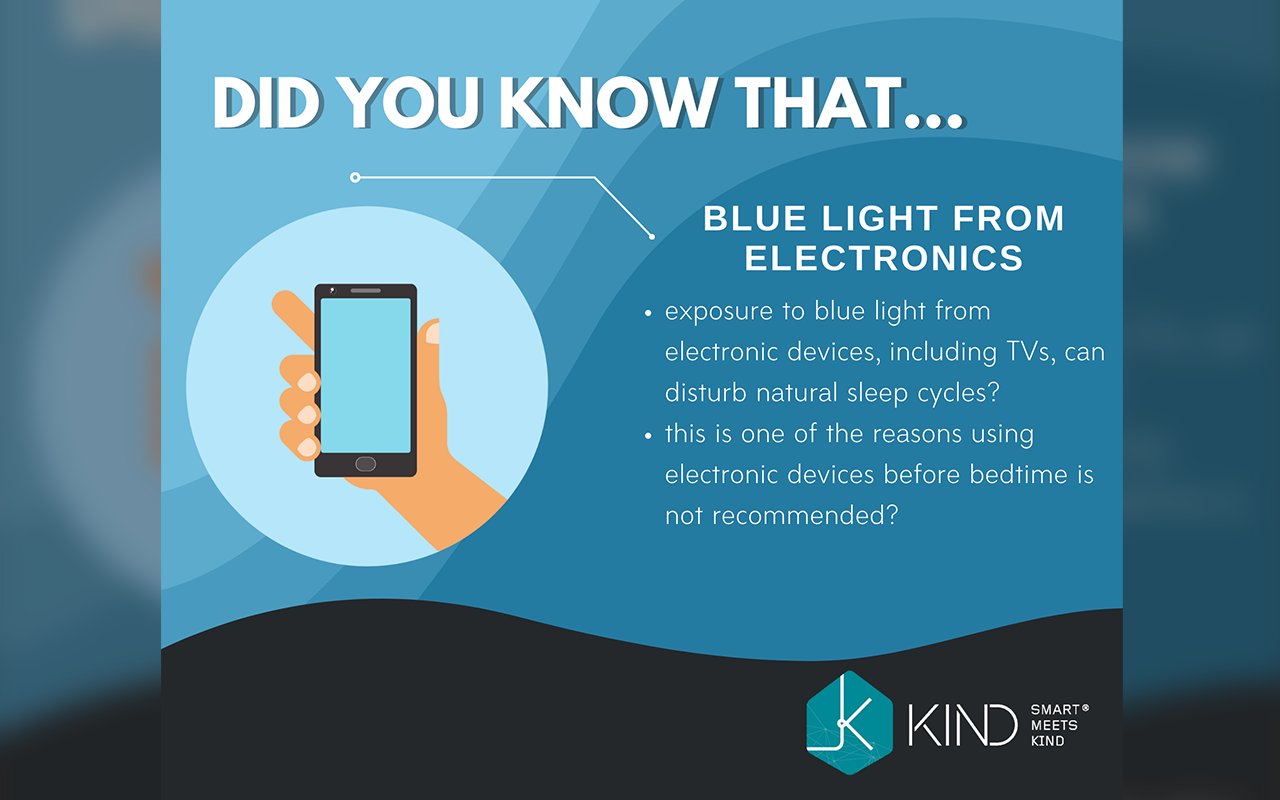 DID YOU KNOW THAT...
BLUE LIGHT FROM
ELECTRONICS
• exposure to blue light from
electronic devices, including TVs, can
disturb natural sleep cycles?
• this is one of the reasons using
electronic devices before bedtime is
not recommended?
KIND
SMART®
MEETS
KIND